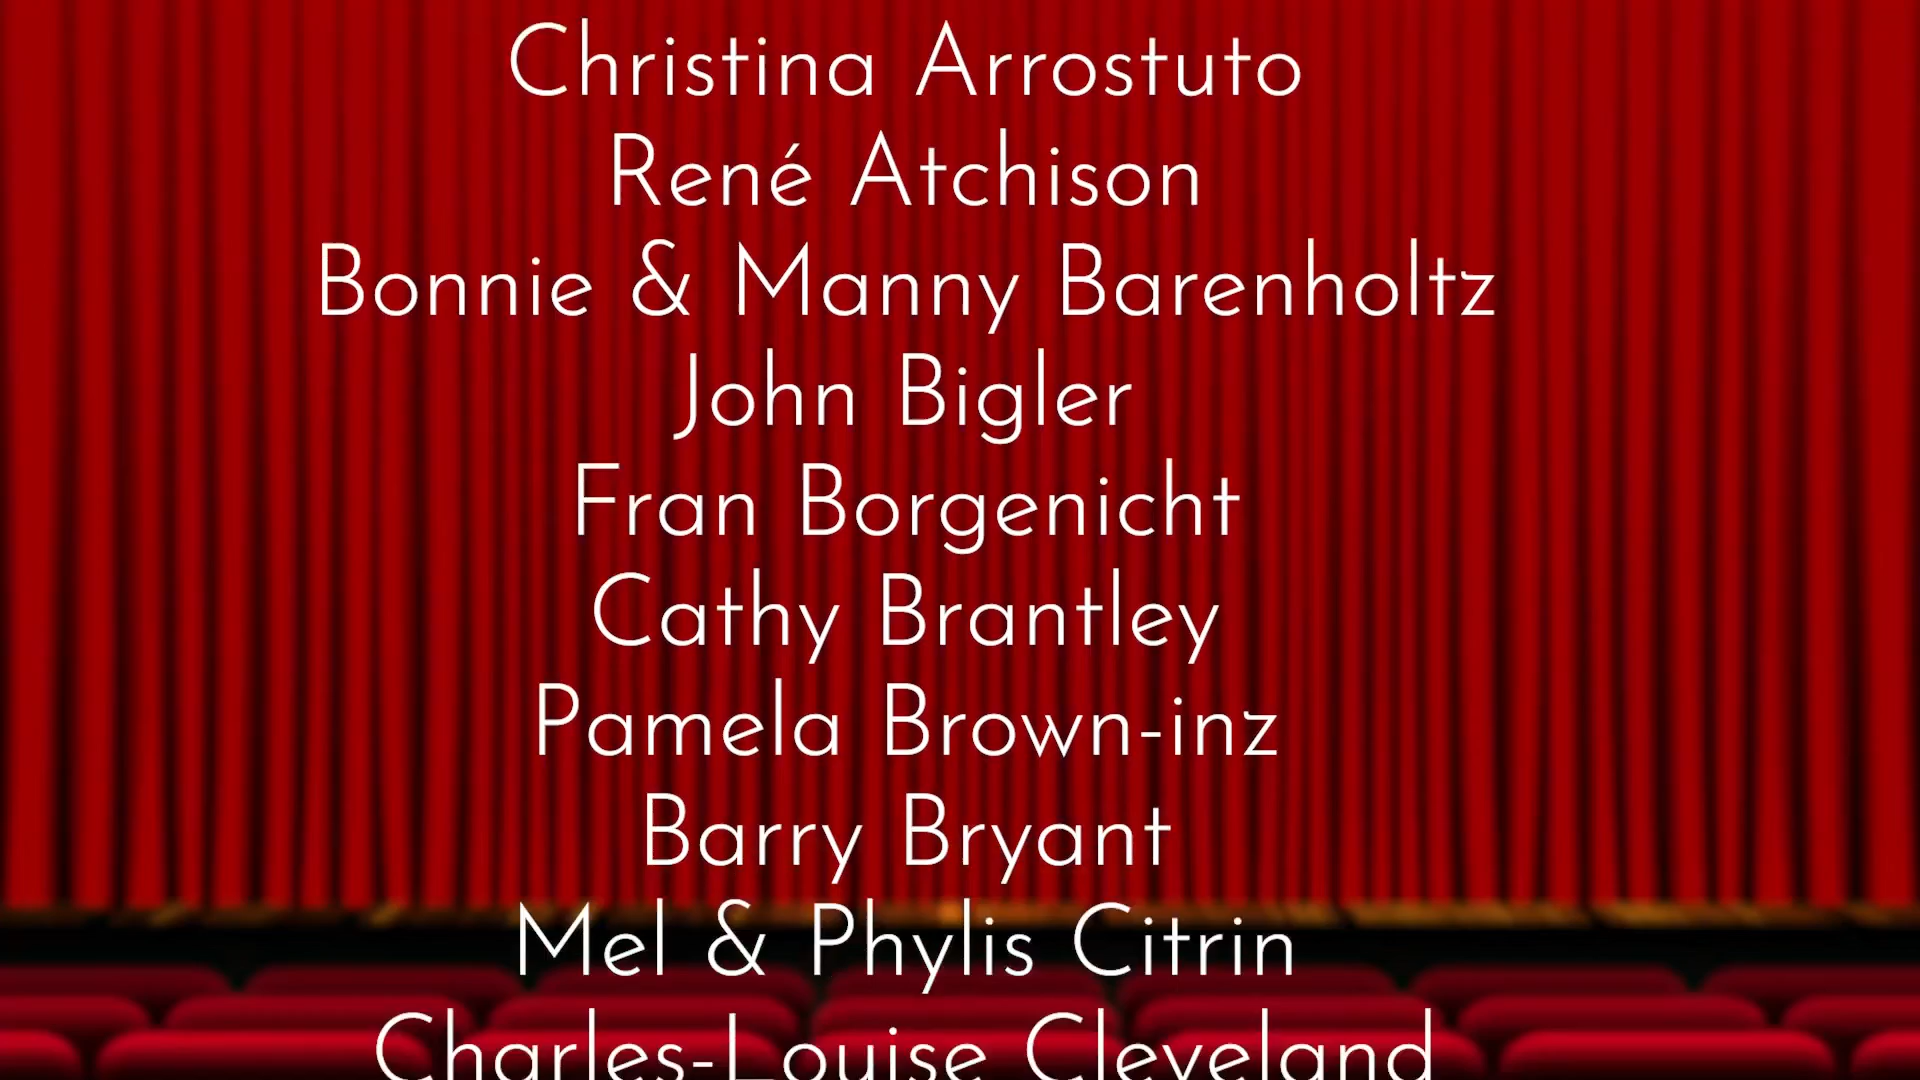 Christina Arrostuto
René Atchison
Bonnie & Manny Barenholtz
John Bigler
Fran Borgenicht
Cathy Brantley
Pamela Brown-inz
Barry Bryant
Mel & Phylis Citrin
Charles-Louise Cleveland